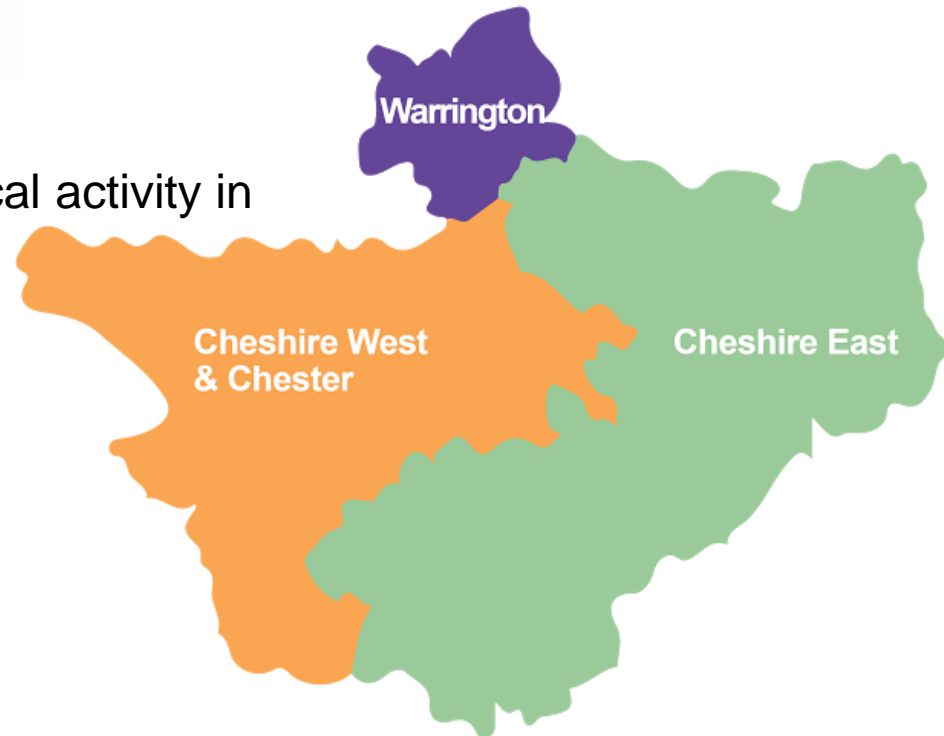 Warrington
cal activity in
Cheshire West
& Chester
Cheshire East